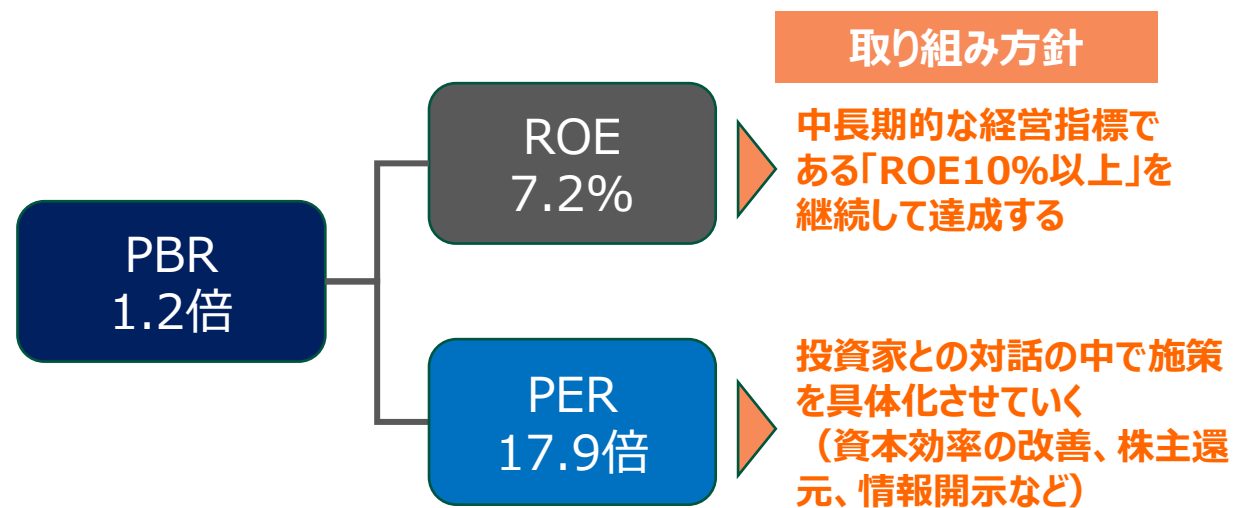 取り組み方針
ROE
7.2%
中長期的な経営指標で
ある「ROE10%以上」を
継続して達成する
PBR
1.2倍
PER
17.9倍
投資家との対話の中で施策
を具体化させていく
（資本効率の改善、株主還
元、情報開示など）